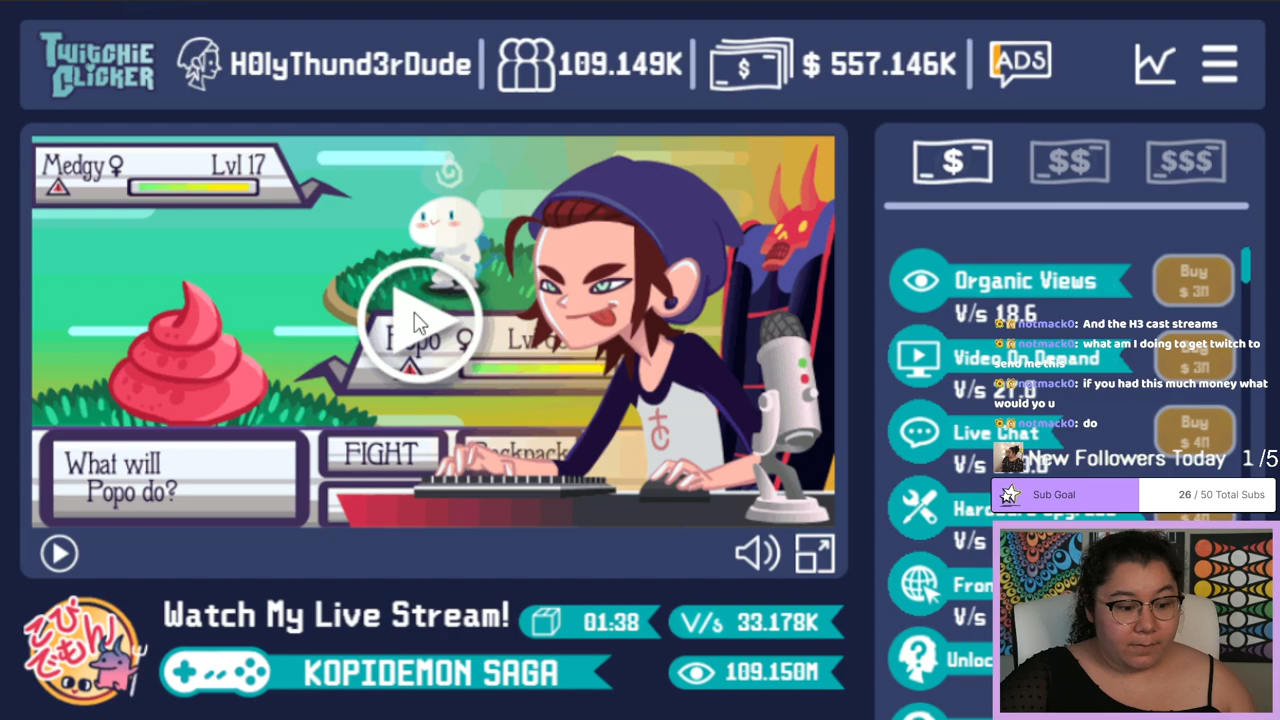 TWITCHIE
CLICKER
H0lyThund3rDude
109.149K
$ 557.146K
ADS
Medgy♀ Lvl 17
What will
Popo do?
FIGHT
Watch My Live Stream!
01:38
V/s 33.178K
KOPIDEMON SAGA
109.150M
$
$$
$$$
Organic Views
Buy
V/s 18.6
Video On Demand
Buy
V/s
Live Chat
Buy
V/s
V/s
V/s
notmack0: And the H3 cast streams
notmack0: what am I doing to get twitch to
send me this
notmack0: if you had this much money what
would yo u
notmack0: do
New Followers Today 1 /5
Sub Goal 26 / 50 Total Subs